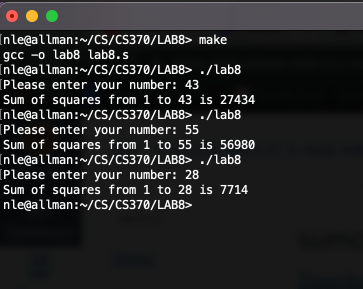 [nle@allman:~/CS/CS370/LAB8> make
gcc -o lab8 lab8.s
[nle@allman:~/CS/CS370/LAB8> ./lab8
[Please enter your number: 43
Sum of squares from 1 to 43 is 27434
[nle@allman:~/CS/CS370/LAB8> ./lab8
[Please enter your number: 55
Sum of squares from 1 to 55 is 56980
[nle@allman:~/CS/CS370/LAB8> ./lab8
[Please enter your number: 28
Sum of squares from 1 to 28 is 7714
nle@allman:~/CS/CS370/LAB8>